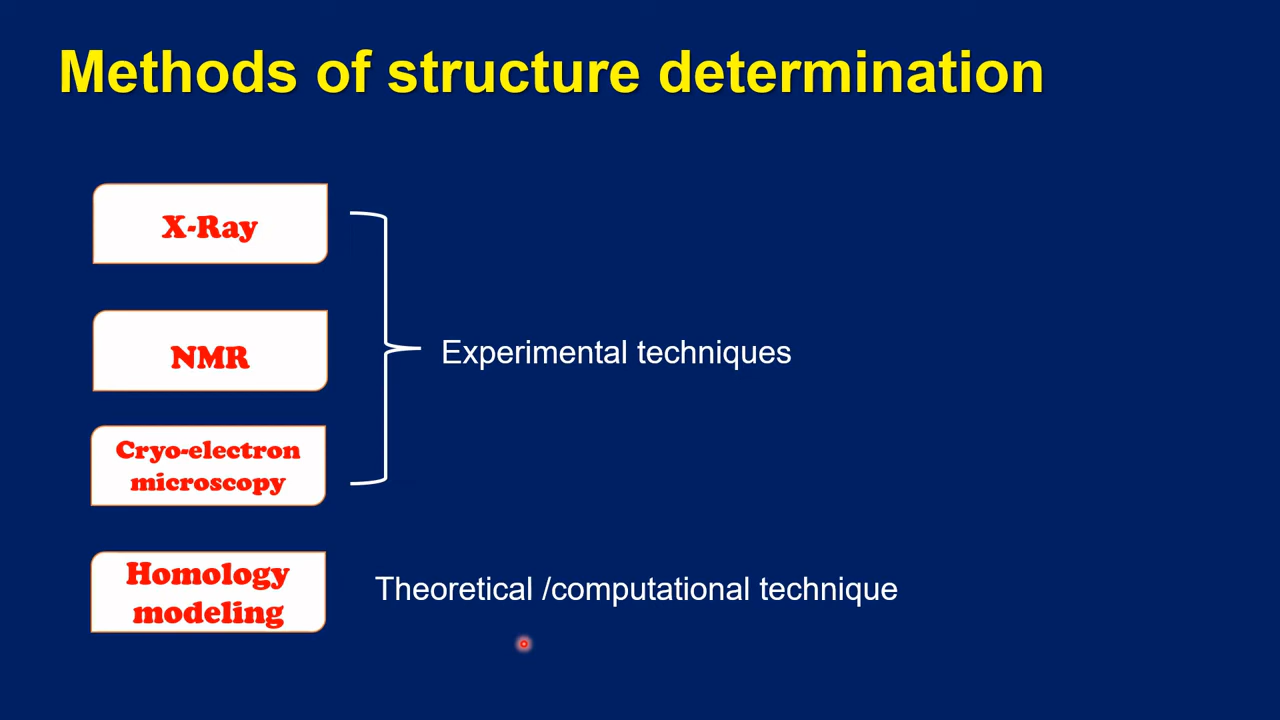 Methods of structure determination
X-Ray
NMR
Experimental techniques
Cryo-electron
microscopy
Homology
modeling
Theoretical /computational technique